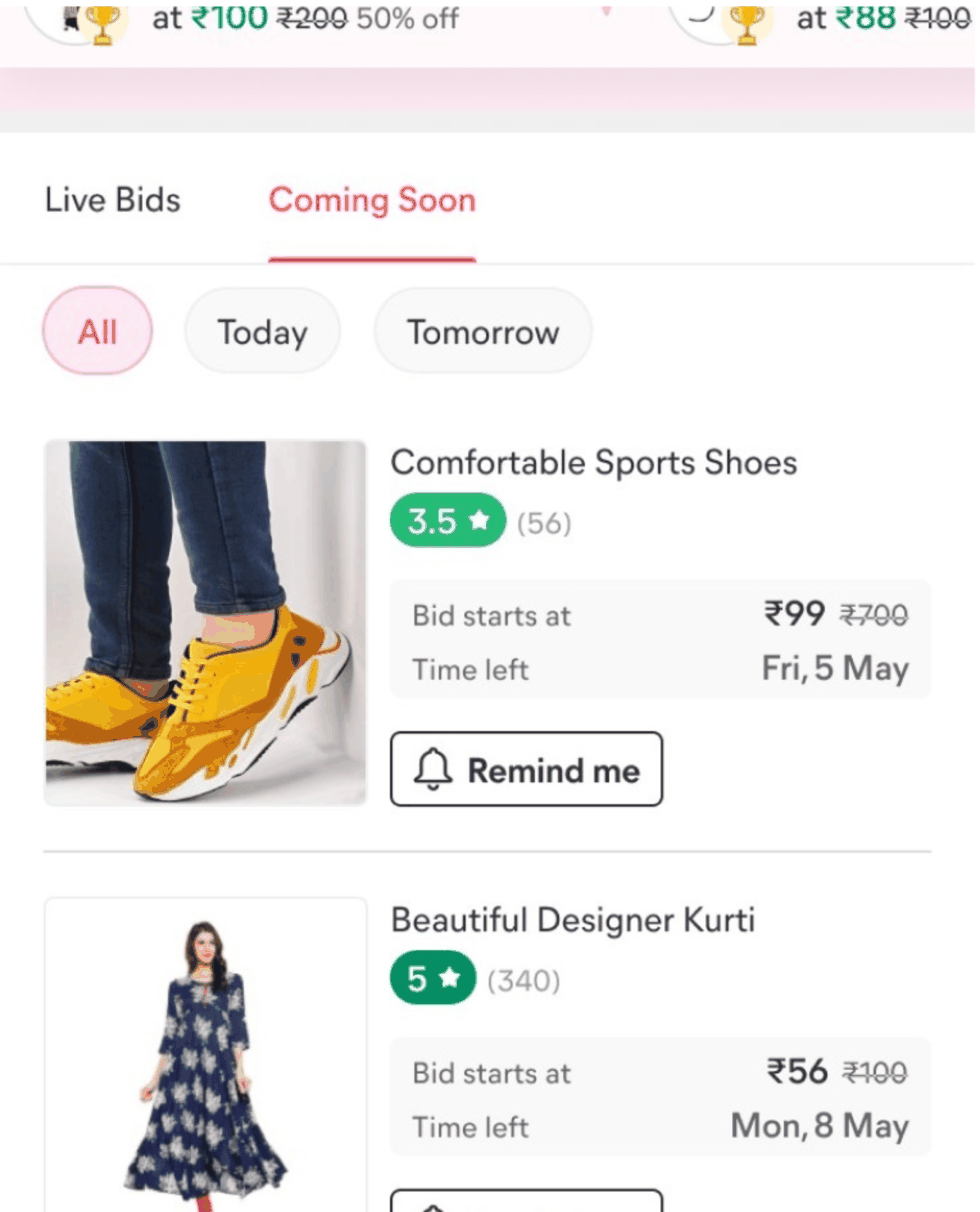 at ₹100 ₹200 50% off
at ₹88 ₹100
Live Bids Coming Soon
All Today Tomorrow
Comfortable Sports Shoes
3.5 ★ (56)
Bid starts at ₹99 ₹700
Time left Fri, 5 May
Remind me
Beautiful Designer Kurti
5 ★ (340)
Bid starts at ₹56 ₹100
Time left Mon, 8 May